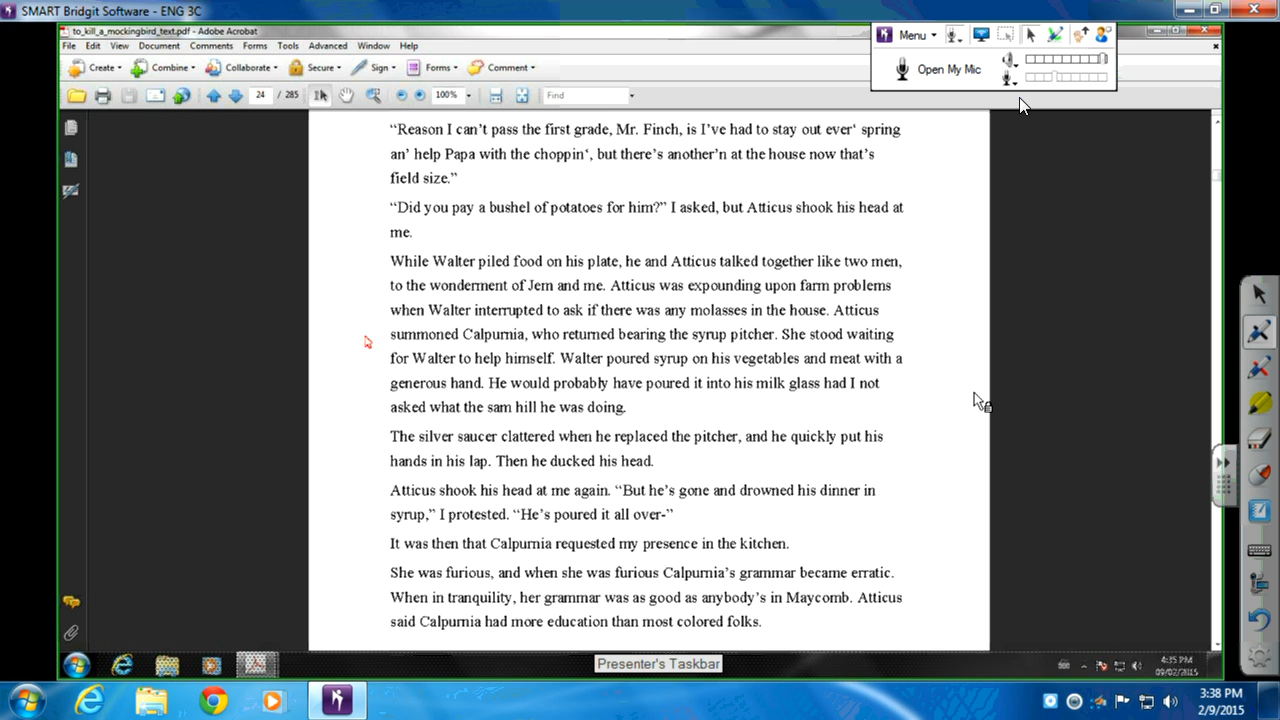 SMART Bridgit Software - ENG 3C
to_kill_a_mockingbird_text.pdf - Adobe Acrobat
File Edit View Document Comments Forms Tools Advanced Window Help
Menu
Create Combine Collaborate Secure Sign Forms Comment
Open My Mic
24 / 285 100% Find
“Reason I can’t pass the first grade, Mr. Finch, is I’ve had to stay out ever‘ spring
an’ help Papa with the choppin‘, but there’s another’n at the house now that’s
field size.”
“Did you pay a bushel of potatoes for him?” I asked, but Atticus shook his head at
me.
While Walter piled food on his plate, he and Atticus talked together like two men,
to the wonderment of Jem and me. Atticus was expounding upon farm problems
when Walter interrupted to ask if there was any molasses in the house. Atticus
summoned Calpurnia, who returned bearing the syrup pitcher. She stood waiting
for Walter to help himself. Walter poured syrup on his vegetables and meat with a
generous hand. He would probably have poured it into his milk glass had I not
asked what the sam hill he was doing.
The silver saucer clattered when he replaced the pitcher, and he quickly put his
hands in his lap. Then he ducked his head.
Atticus shook his head at me again. “But he’s gone and drowned his dinner in
syrup,” I protested. “He’s poured it all over-”
It was then that Calpurnia requested my presence in the kitchen.
She was furious, and when she was furious Calpurnia’s grammar became erratic.
When in tranquility, her grammar was as good as anybody’s in Maycomb. Atticus
said Calpurnia had more education than most colored folks.
Presenter's Taskbar
4:35 PM
09/02/2015
3:38 PM
2/9/2015